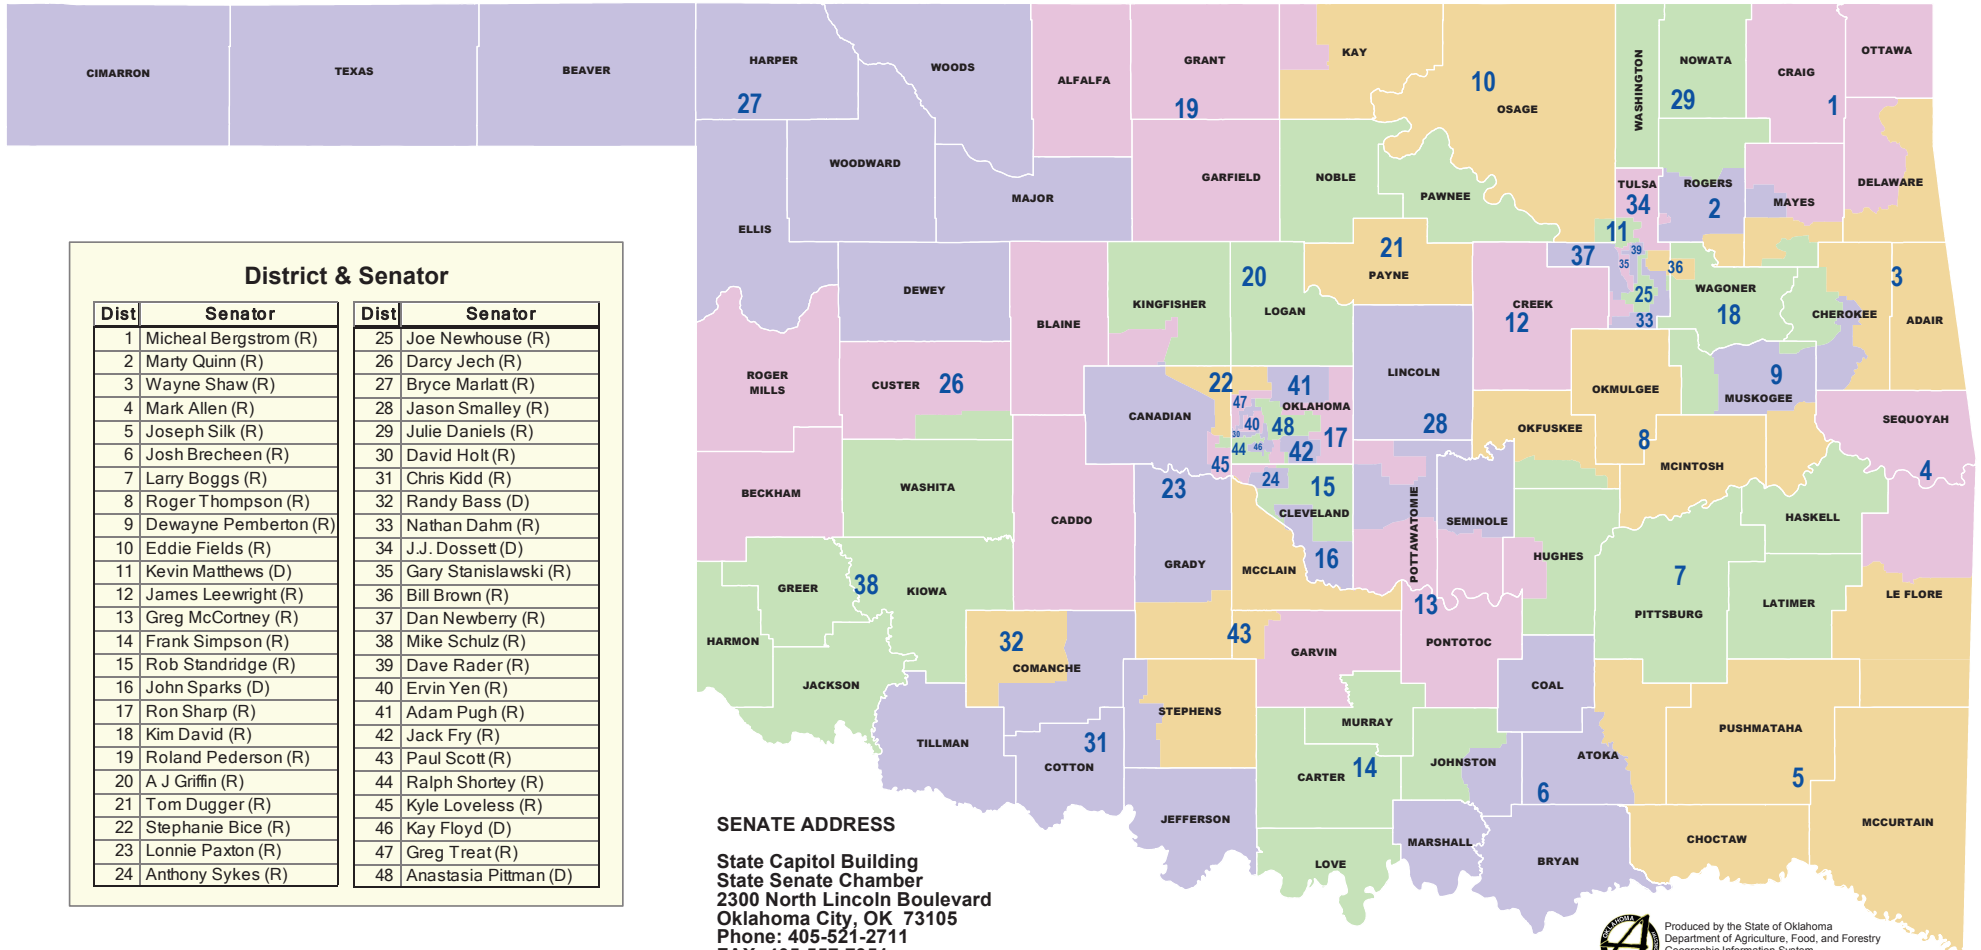 CIMARRON
TEXAS
BEAVER
HARPER
27
WOODS
ALFALFA
GRANT
19
KAY
10
OSAGE
WASHINGTON
NOWATA
29
CRAIG
1
OTTAWA
WOODWARD
MAJOR
GARFIELD
NOBLE
PAWNEE
TULSA
34
ROGERS
2
MAYES
DELAWARE
ELLIS
DEWEY
BLAINE
KINGFISHER
20
LOGAN
21
PAYNE
CREEK
12
37
11
39
35
36
25
33
WAGONER
18
CHEROKEE
3
ADAIR
ROGER
MILLS
CUSTER
26
CANADIAN
22
41
47
OKLAHOMA
40
48
30
44
46
42
17
45
LINCOLN
28
OKMULGEE
9
MUSKOGEE
OKFUSKEE
8
MCINTOSH
SEQUOYAH
4
BECKHAM
WASHITA
CADDO
23
24
15
CLEVELAND
16
POTTAWATOMIE
SEMINOLE
HUGHES
HASKELL
GREER
38
KIOWA
GRADY
MCCLAIN
13
PONTOTOC
7
PITTSBURG
LATIMER
LE FLORE
HARMON
JACKSON
32
COMANCHE
43
GARVIN
COAL
STEPHENS
MURRAY
PUSHMATAHA
TILLMAN
31
COTTON
CARTER
14
JOHNSTON
ATOKA
6
5
JEFFERSON
MARSHALL
CHOCTAW
MCCURTAIN
LOVE
BRYAN
District & Senator
Dist Senator Dist Senator
1 Micheal Bergstrom (R) 25 Joe Newhouse (R)
2 Marty Quinn (R) 26 Darcy Jech (R)
3 Wayne Shaw (R) 27 Bryce Marlatt (R)
4 Mark Allen (R) 28 Jason Smalley (R)
5 Joseph Silk (R) 29 Julie Daniels (R)
6 Josh Brecheen (R) 30 David Holt (R)
7 Larry Boggs (R) 31 Chris Kidd (R)
8 Roger Thompson (R) 32 Randy Bass (D)
9 Dewayne Pemberton (R) 33 Nathan Dahm (R)
10 Eddie Fields (R) 34 J.J. Dossett (D)
11 Kevin Matthews (D) 35 Gary Stanislawski (R)
12 James Leewright (R) 36 Bill Brown (R)
13 Greg McCortney (R) 37 Dan Newberry (R)
14 Frank Simpson (R) 38 Mike Schulz (R)
15 Rob Standridge (R) 39 Dave Rader (R)
16 John Sparks (D) 40 Ervin Yen (R)
17 Ron Sharp (R) 41 Adam Pugh (R)
18 Kim David (R) 42 Jack Fry (R)
19 Roland Pederson (R) 43 Paul Scott (R)
20 A J Griffin (R) 44 Ralph Shortey (R)
21 Tom Dugger (R) 45 Kyle Loveless (R)
22 Stephanie Bice (R) 46 Kay Floyd (D)
23 Lonnie Paxton (R) 47 Greg Treat (R)
24 Anthony Sykes (R) 48 Anastasia Pittman (D)
SENATE ADDRESS
State Capitol Building
State Senate Chamber
2300 North Lincoln Boulevard
Oklahoma City, OK 73105
Phone: 405-521-2711
OKLAHOMA
Produced by the State of Oklahoma
Department of Agriculture, Food, and Forestry
Geographic Information System